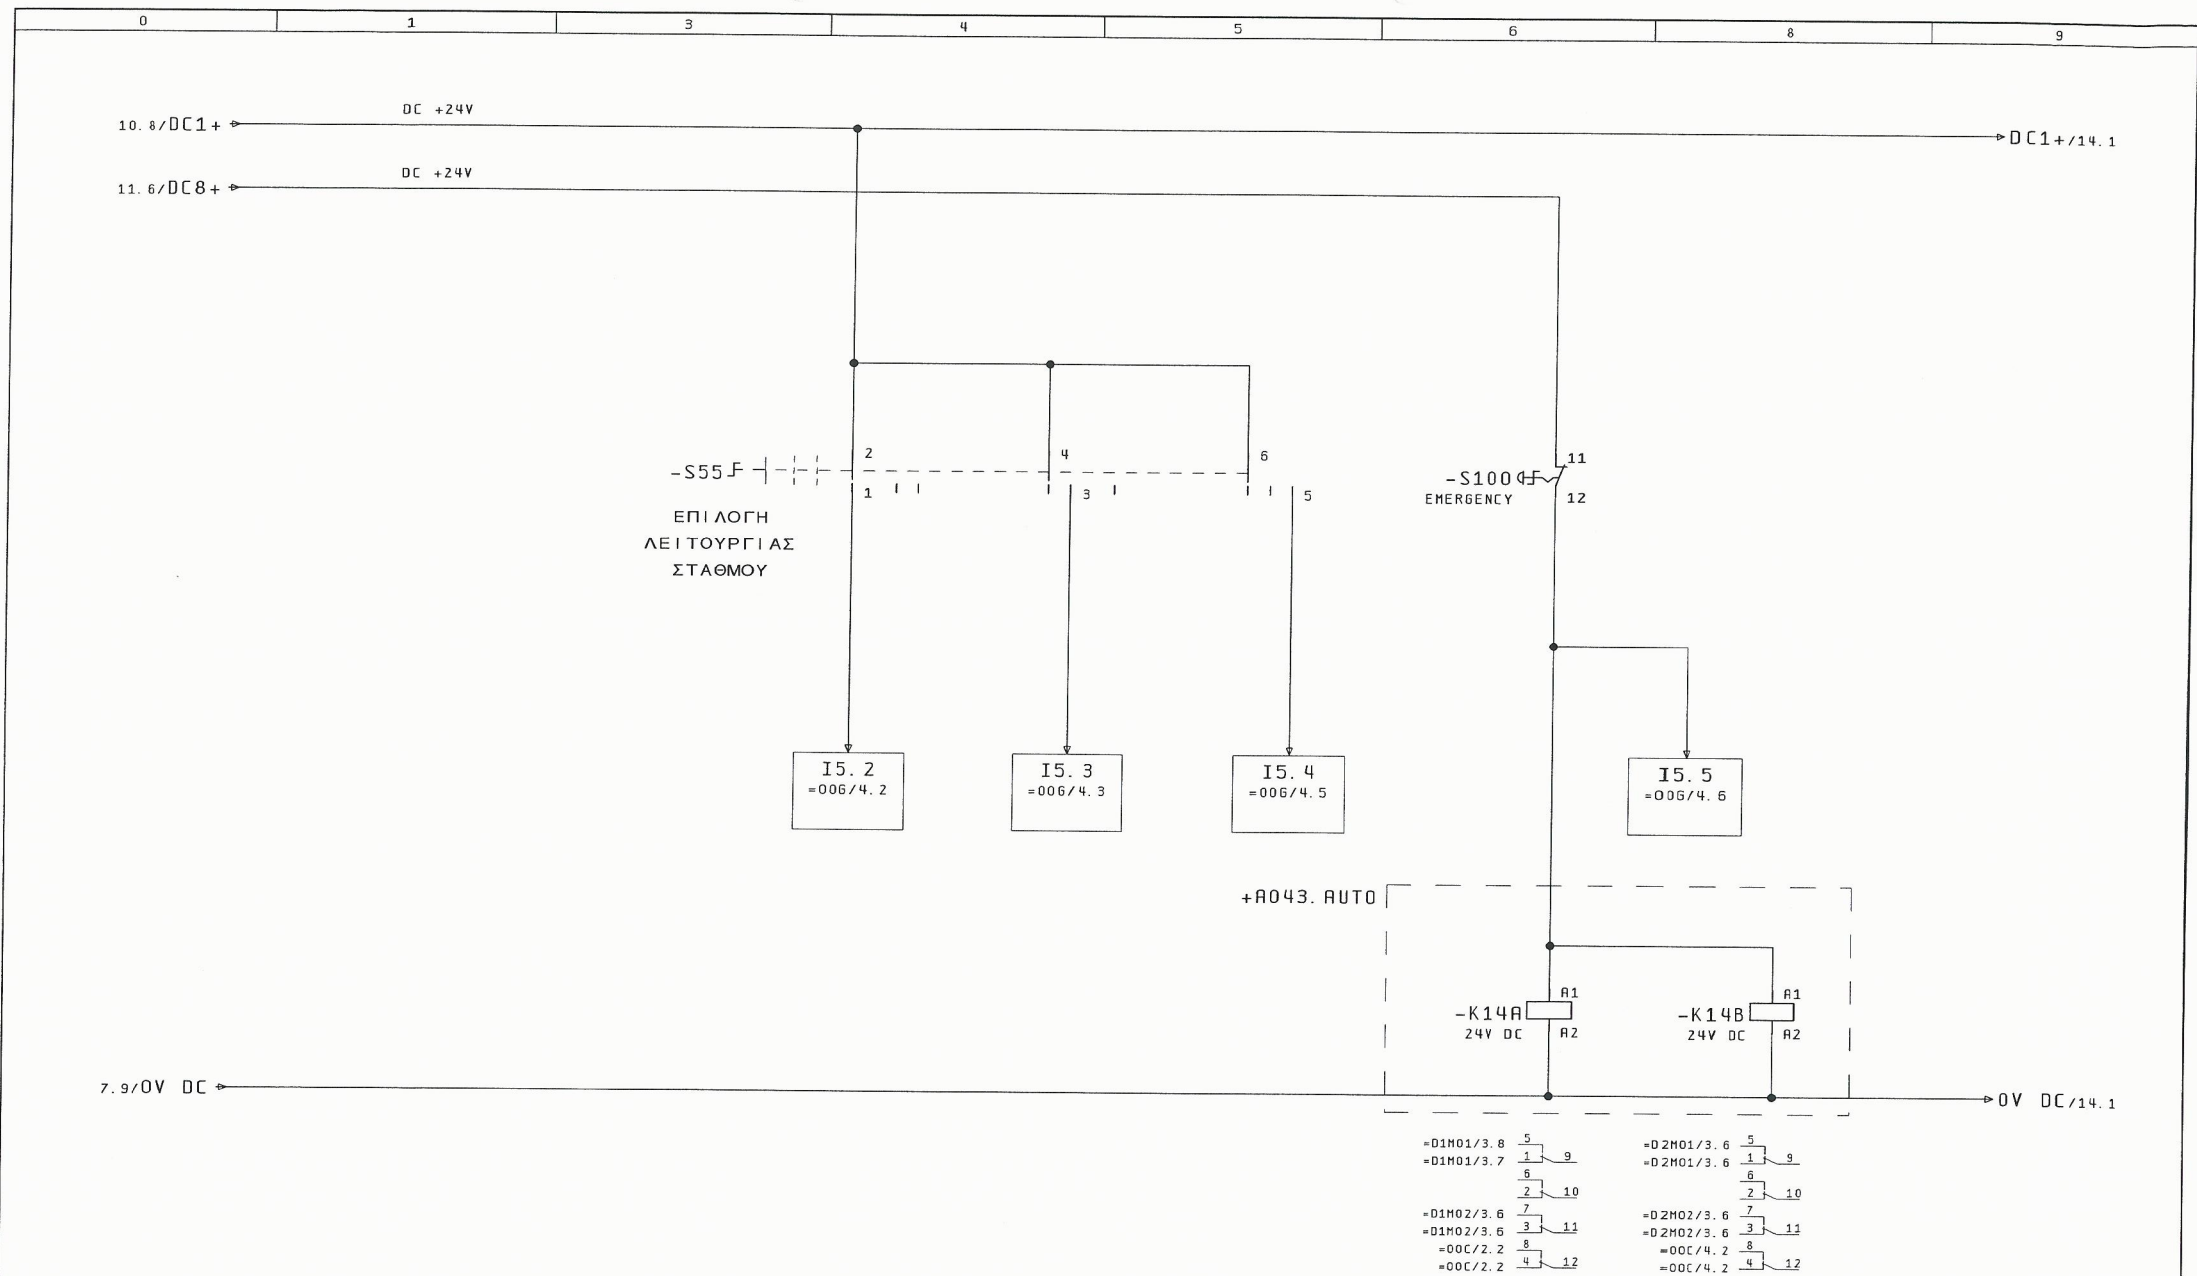 0 1 3 4 5 6 8 9
DC +24V
10.8/DC1+
DC1+/14.1
DC +24V
11.6/DC8+
2 4 6
-S55
1 3 5
ΕΠΙΛΟΓΗ
ΛΕΙΤΟΥΡΓΙΑΣ
ΣΤΑΘΜΟΥ
11
-S100
EMERGENCY
12
I5.2
=00G/4.2
I5.3
=00G/4.3
I5.4
=00G/4.5
I5.5
=00G/4.6
+A043.AUTO
A1
-K14A
24V DC A2
A1
-K14B
24V DC A2
7.9/0V DC
0V DC/14.1
=D1M01/3.8 5
=D1M01/3.7 1 9
6
2 10
=D1M02/3.6 7
=D1M02/3.6 3 11
=00C/2.2 8
=00C/2.2 4 12
=D2M01/3.6 5
=D2M01/3.6 1 9
6
2 10
=D2M02/3.6 7
=D2M02/3.6 3 11
=00C/4.2 8
=00C/4.2 4 12